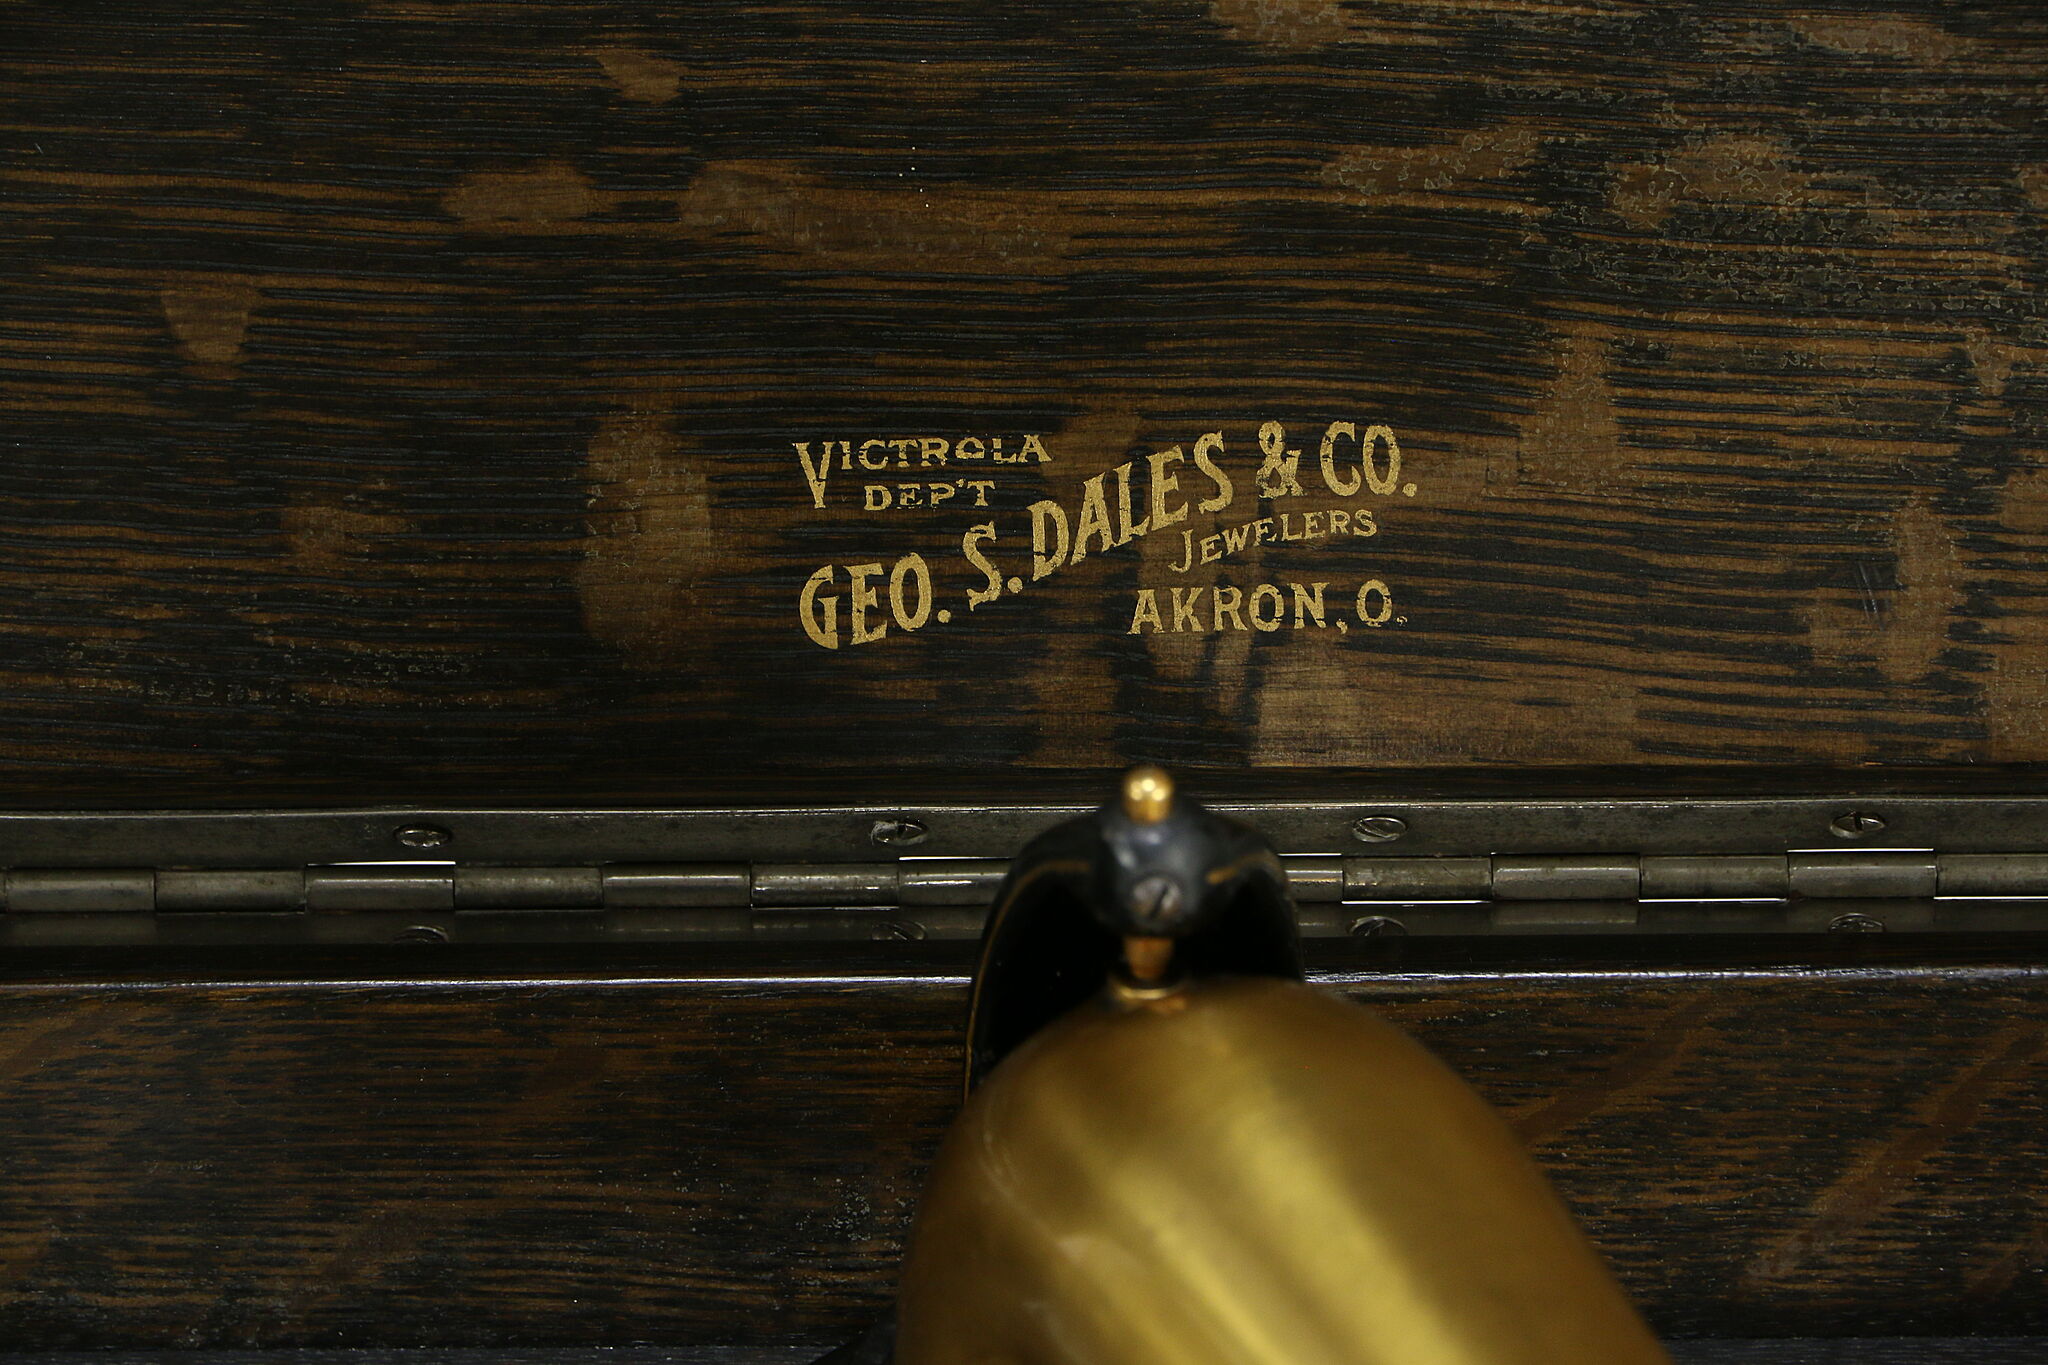 VICTROLA
DEP'T
GEO. S. DALES & CO.
JEWELERS
AKRON, O.